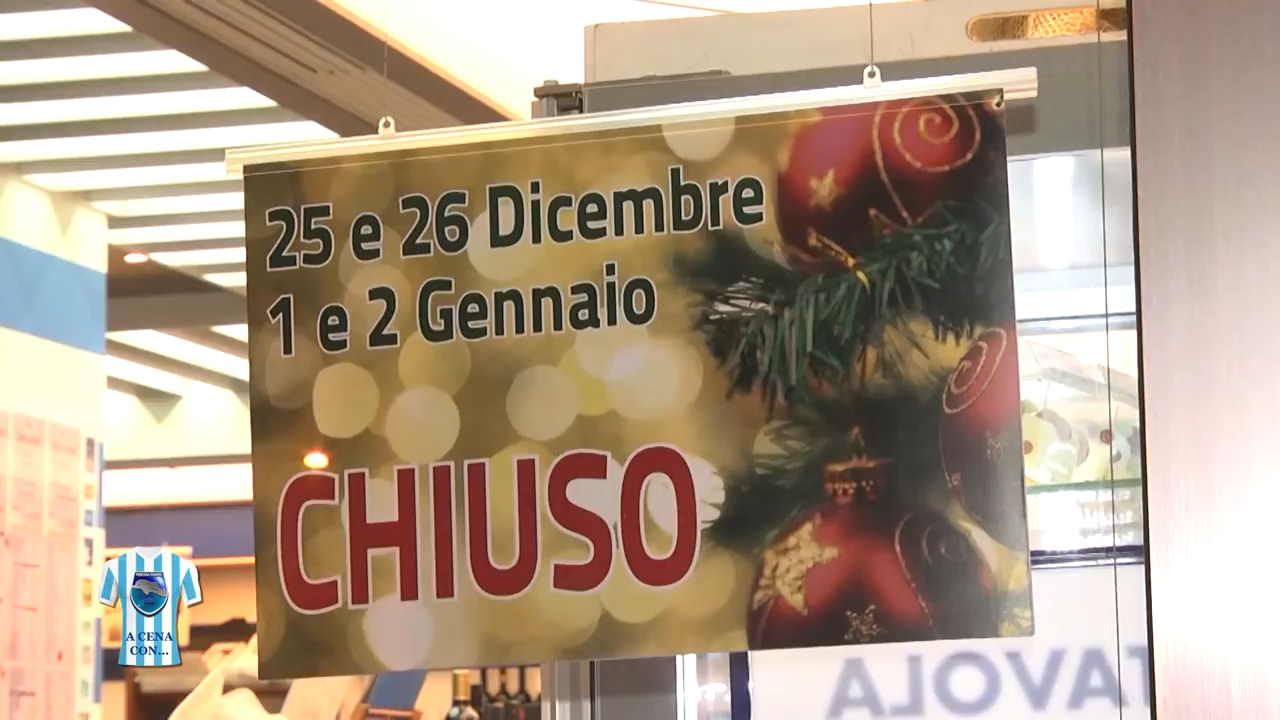 25 e 26 Dicembre
1 e 2 Gennaio
CHIUSO
A CENA
CON...
TAVOLA